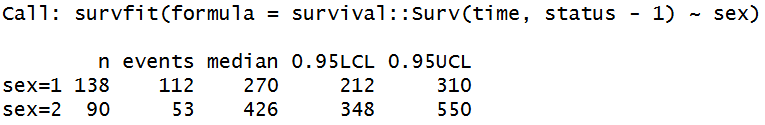 Call: survfit(formula = survival::Surv(time, status - 1) ~ sex)
n events median 0.95LCL 0.95UCL
sex=1 138 112 270 212 310
sex=2 90 53 426 348 550